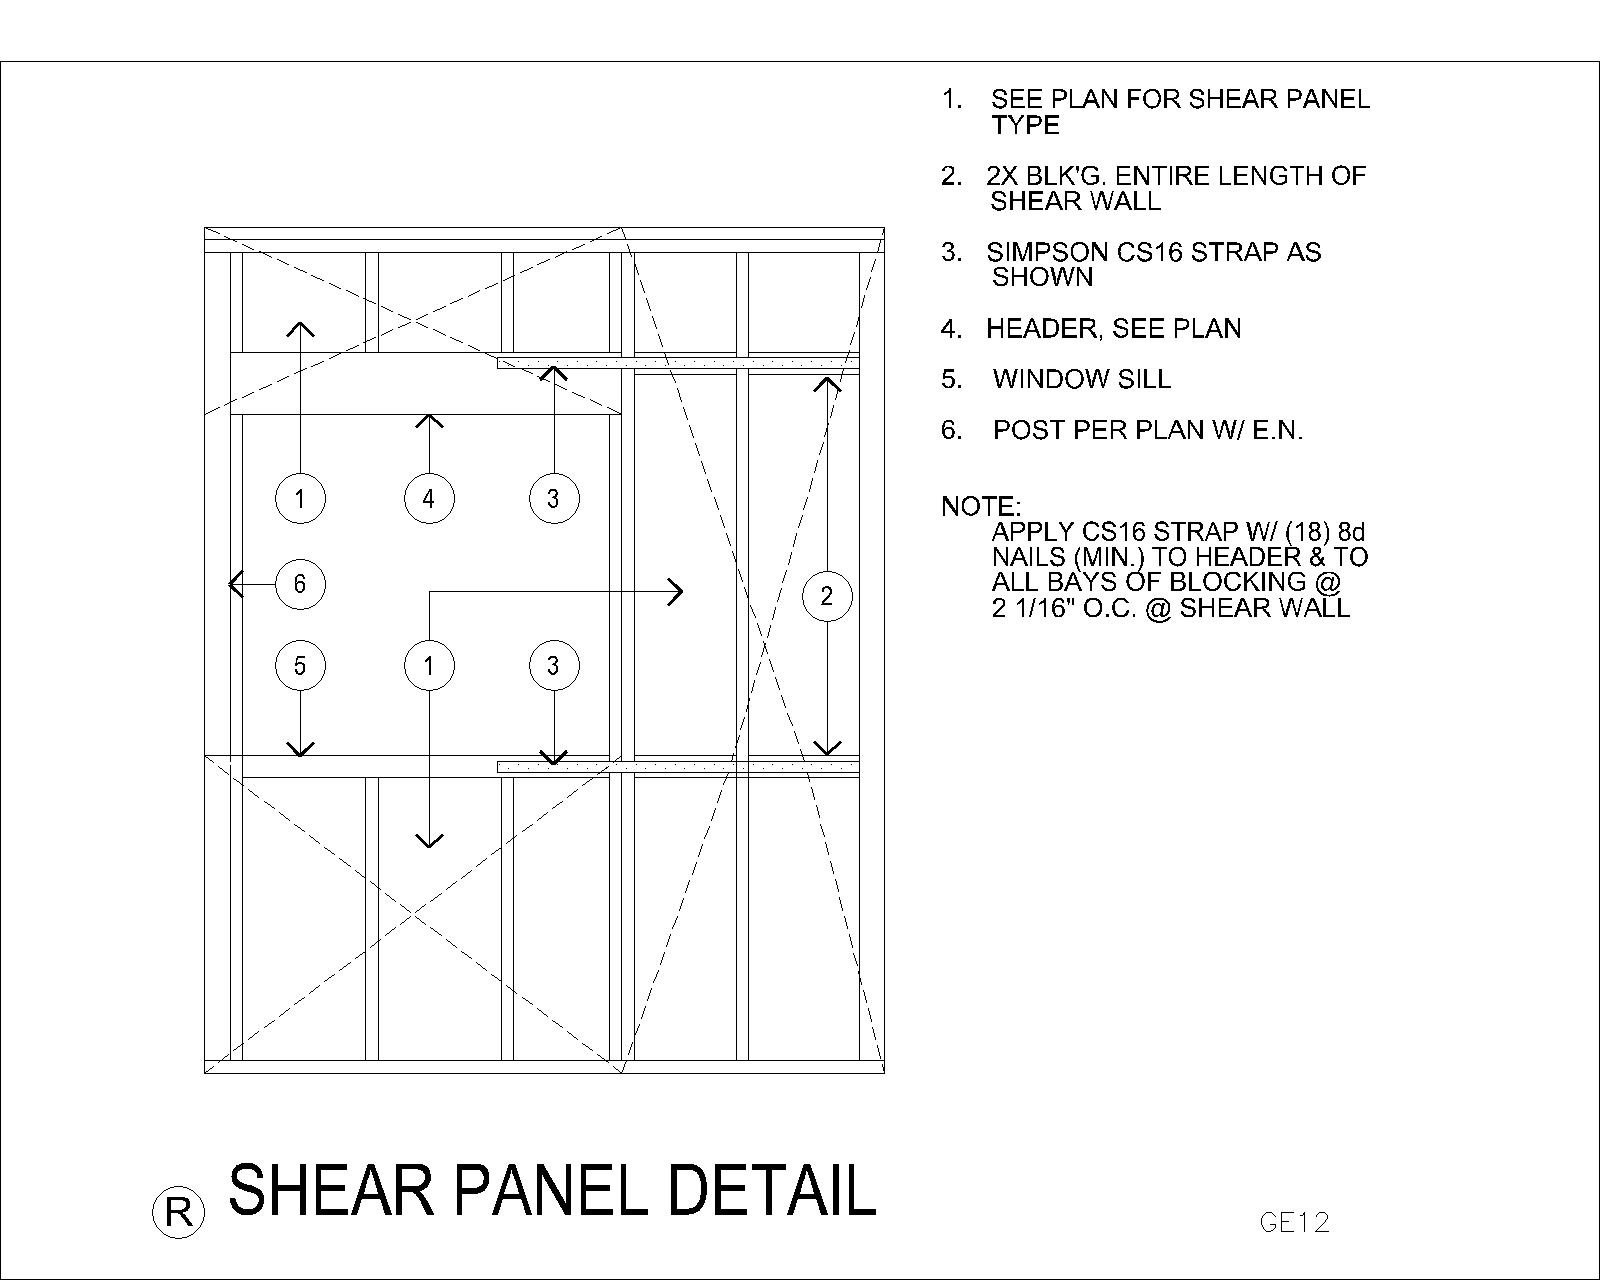 1. SEE PLAN FOR SHEAR PANEL
TYPE
2. 2X BLK'G. ENTIRE LENGTH OF
SHEAR WALL
3. SIMPSON CS16 STRAP AS
SHOWN
4. HEADER, SEE PLAN
5. WINDOW SILL
6. POST PER PLAN W/ E.N.
NOTE:
APPLY CS16 STRAP W/ (18) 8d
NAILS (MIN.) TO HEADER & TO
ALL BAYS OF BLOCKING @
2 1/16" O.C. @ SHEAR WALL
1 4 3
6
2
5 1 3
R SHEAR PANEL DETAIL
GE12